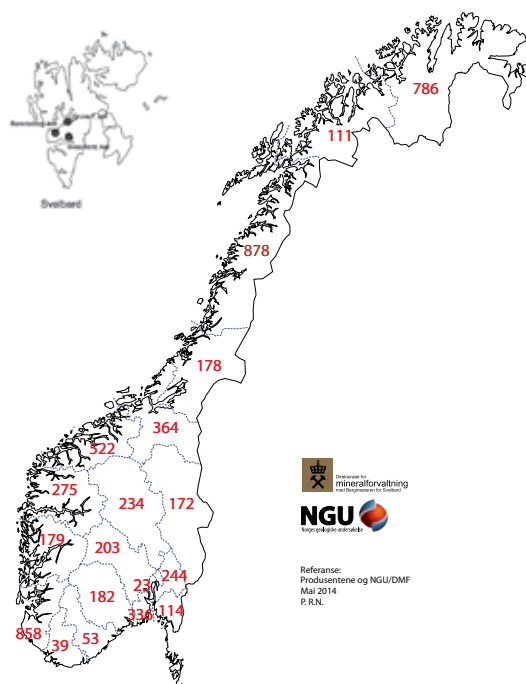 786
111
Svalbard
878
178
364
522
275
234
172
179
203
244
23
182
114
336
858
53
39
Direktoratet for
mineralforvaltning
med Bergmesteren for Svalbard
NGU
Norges geologiske undersøkelse
Referanse:
Produsentene og NGU/DMF
Mai 2014
P. R.N.